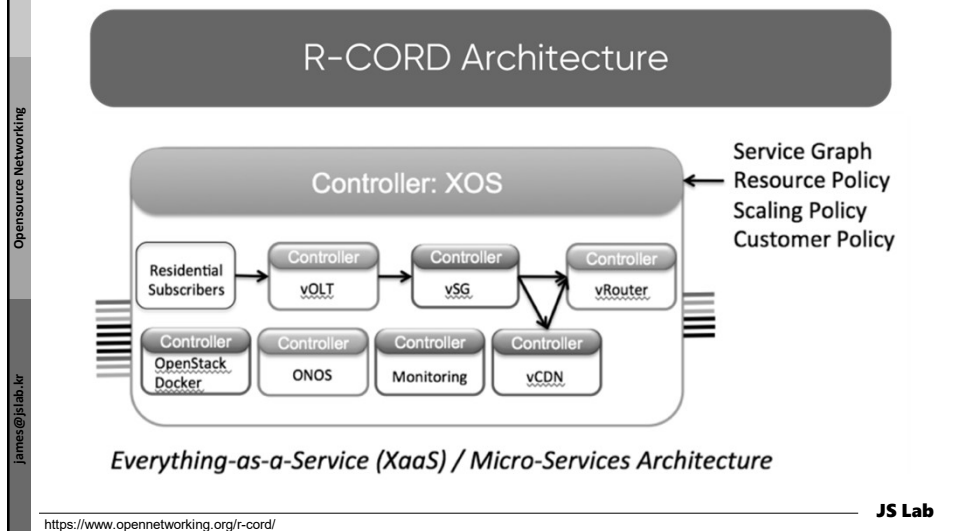 R-CORD Architecture
Opensource Networking
james@jslab.kr
Controller: XOS
Service Graph
Resource Policy
Scaling Policy
Customer Policy
Residential
Subscribers
Controller
vOLT
Controller
vSG
Controller
vRouter
Controller
OpenStack
Docker
Controller
ONOS
Controller
Monitoring
Controller
vCDN
Everything-as-a-Service (XaaS) / Micro-Services Architecture
JS Lab
https://www.opennetworking.org/r-cord/